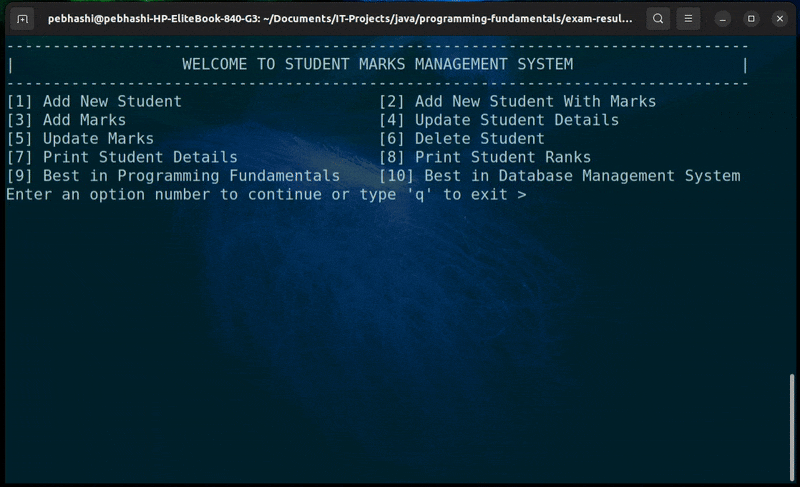 pebhashi@pebhashi-HP-EliteBook-840-G3: ~/Documents/IT-Projects/java/programming-fundamentals/exam-resul...
--------------------------------------------------------------------------------
| WELCOME TO STUDENT MARKS MANAGEMENT SYSTEM |
--------------------------------------------------------------------------------
[1] Add New Student [2] Add New Student With Marks
[3] Add Marks [4] Update Student Details
[5] Update Marks [6] Delete Student
[7] Print Student Details [8] Print Student Ranks
[9] Best in Programming Fundamentals [10] Best in Database Management System
Enter an option number to continue or type 'q' to exit >